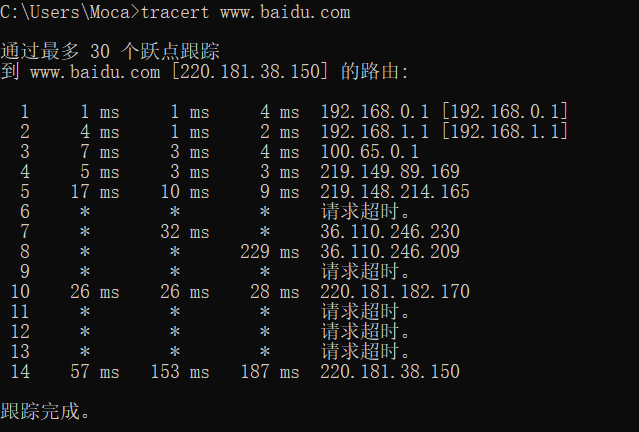 C:\Users\Moca>tracert www.baidu.com
通过最多 30 个跃点跟踪
到 www.baidu.com [220.181.38.150] 的路由:
1 1 ms 1 ms 4 ms 192.168.0.1 [192.168.0.1]
2 4 ms 1 ms 2 ms 192.168.1.1 [192.168.1.1]
3 7 ms 3 ms 4 ms 100.65.0.1
4 5 ms 3 ms 3 ms 219.149.89.169
5 17 ms 10 ms 9 ms 219.148.214.165
6 * * * 请求超时。
7 * 32 ms * 36.110.246.230
8 * * 229 ms 36.110.246.209
9 * * * 请求超时。
10 26 ms 26 ms 28 ms 220.181.182.170
11 * * * 请求超时。
12 * * * 请求超时。
13 * * * 请求超时。
14 57 ms 153 ms 187 ms 220.181.38.150
跟踪完成。